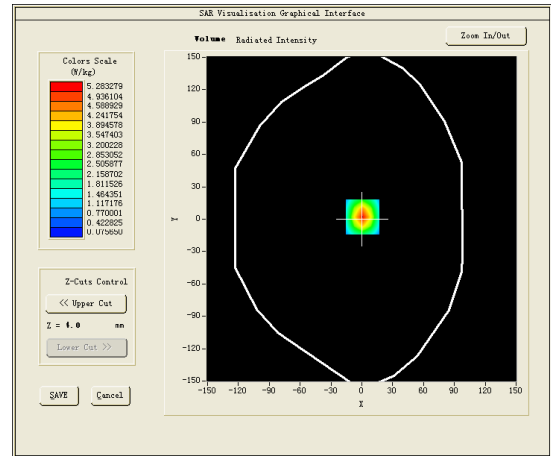 SAR Visualisation Graphical Interface
Volume Radiated Intensity
Zoom In/Out
Colors Scale
(W/kg)
5.283279
4.936104
4.588929
4.241754
3.894578
3.547403
3.200228
2.853052
2.505877
2.158702
1.811526
1.464351
1.117176
0.770001
0.422825
0.075650
Z-Cuts Control
<< Upper Cut
Z = 4.0 mm
Lower Cut >>
SAVE Cancel
150
120
90
60
30
0
-30
-60
-90
-120
-150
Y
-150 -120 -90 -60 -30 0 30 60 90 120 150
X